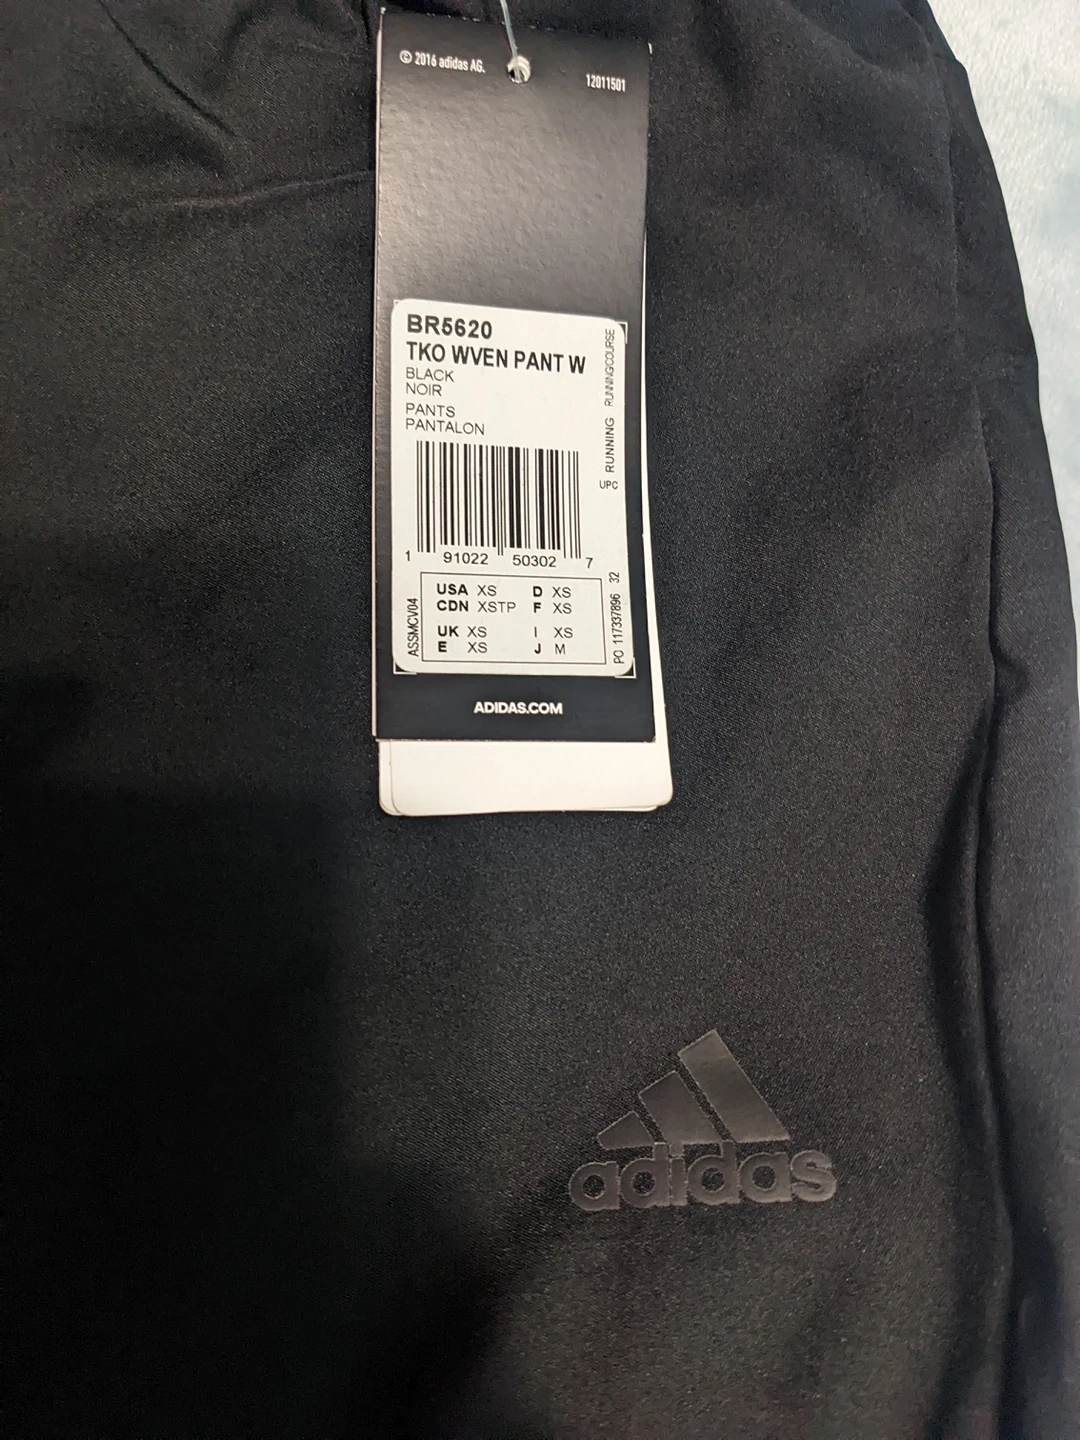 © 2016 adidas AG.
12011501
BR5620
TKO WVEN PANT W
BLACK
NOIR
PANTS
PANTALON
RUNNING RUNNING/COURSE
UPC
1 91022 50302 7
USA XS D XS
CDN XSTP F XS
UK XS I XS
E XS J M
ASSMCV04
PO 117337896 32
ADIDAS.COM
adidas